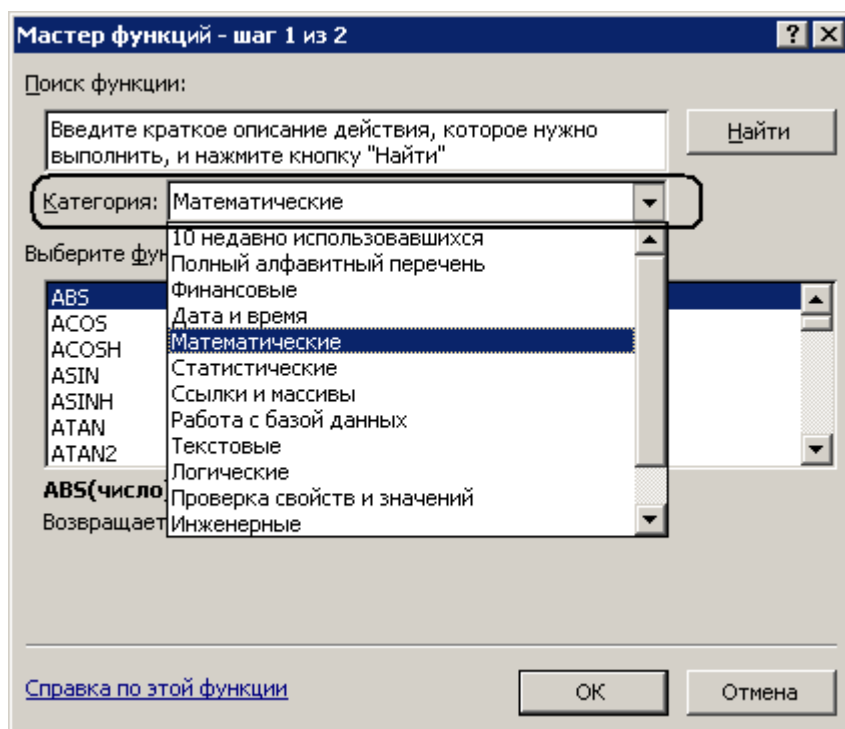 Мастер функций - шаг 1 из 2
Поиск функции:
Введите краткое описание действия, которое нужно
выполнить, и нажмите кнопку "Найти"
Найти
Категория: Математические
10 недавно использовавшихся
Полный алфавитный перечень
Финансовые
Дата и время
Математические
Статистические
Ссылки и массивы
Работа с базой данных
Текстовые
Логические
Проверка свойств и значений
Инженерные
Выберите
ABS
ACOS
ACOSH
ASIN
ASINH
ATAN
ATAN2
ABS(число)
Возвращает
Справка по этой функции
ОК
Отмена